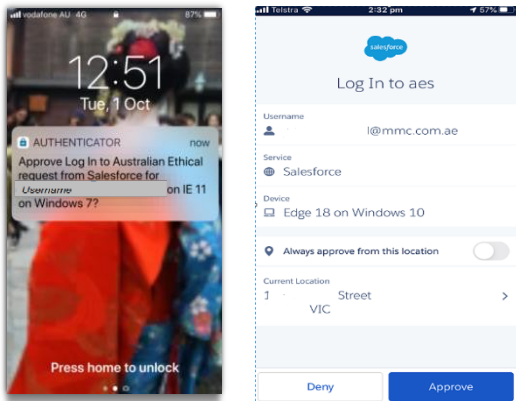 vodafone AU 4G 87%
12:51
Tue, 1 Oct
AUTHENTICATOR now
Approve Log In to Australian Ethical
request from Salesforce for
Username on IE 11
on Windows 7?
Press home to unlock
Telstra 2:32 pm 57%
salesforce
Log In to aes
Username
l@mmc.com.ae
Service
Salesforce
Device
Edge 18 on Windows 10
Always approve from this location
Current Location
1 Street
VIC
Deny Approve